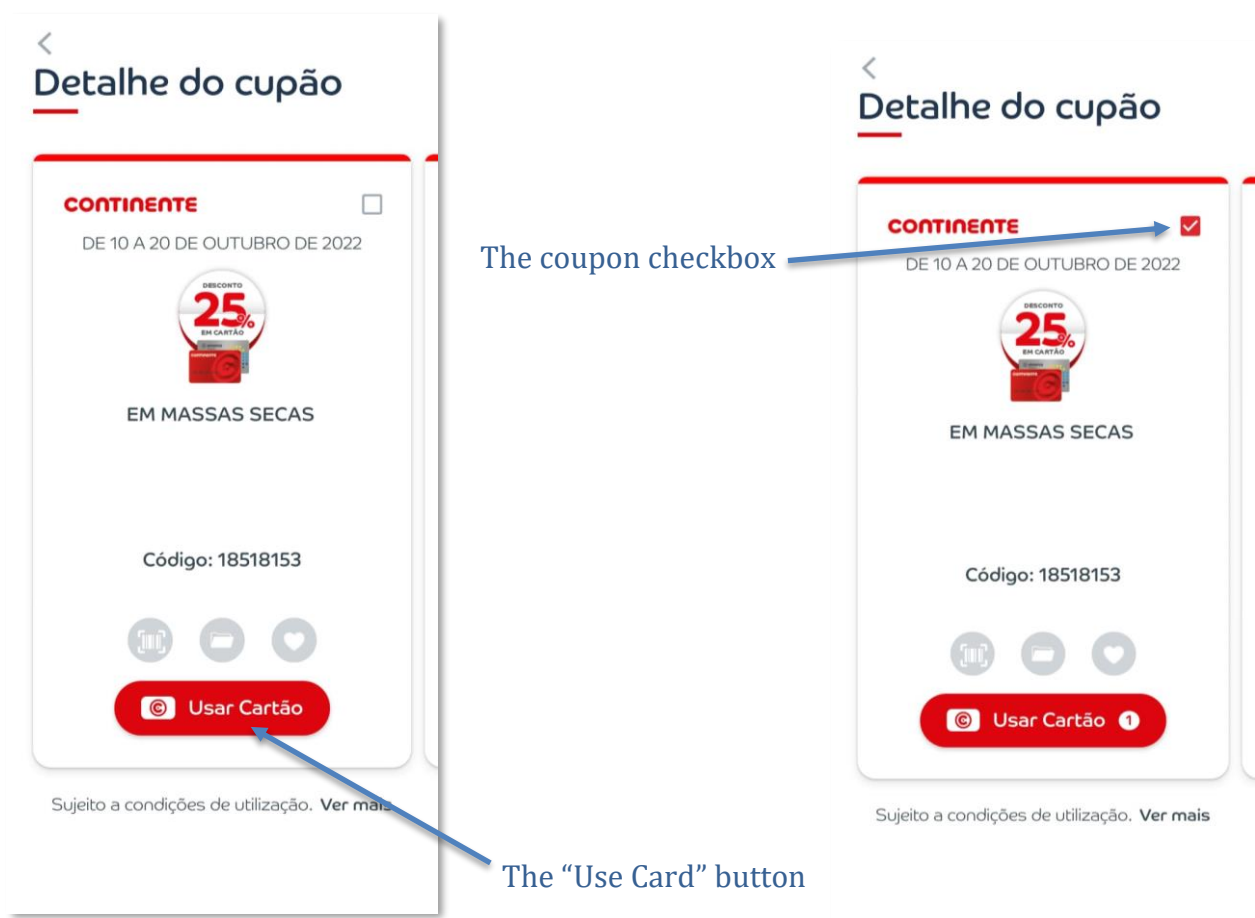 Detalhe do cupão
CONTINENTE
DE 10 A 20 DE OUTUBRO DE 2022
DESCONTO
25%
EM CARTÃO
EM MASSAS SECAS
Código: 18518153
Usar Cartão
Sujeito a condições de utilização. Ver mais
The coupon checkbox
The “Use Card” button
Detalhe do cupão
CONTINENTE
DE 10 A 20 DE OUTUBRO DE 2022
DESCONTO
25%
EM CARTÃO
EM MASSAS SECAS
Código: 18518153
Usar Cartão 1
Sujeito a condições de utilização. Ver mais